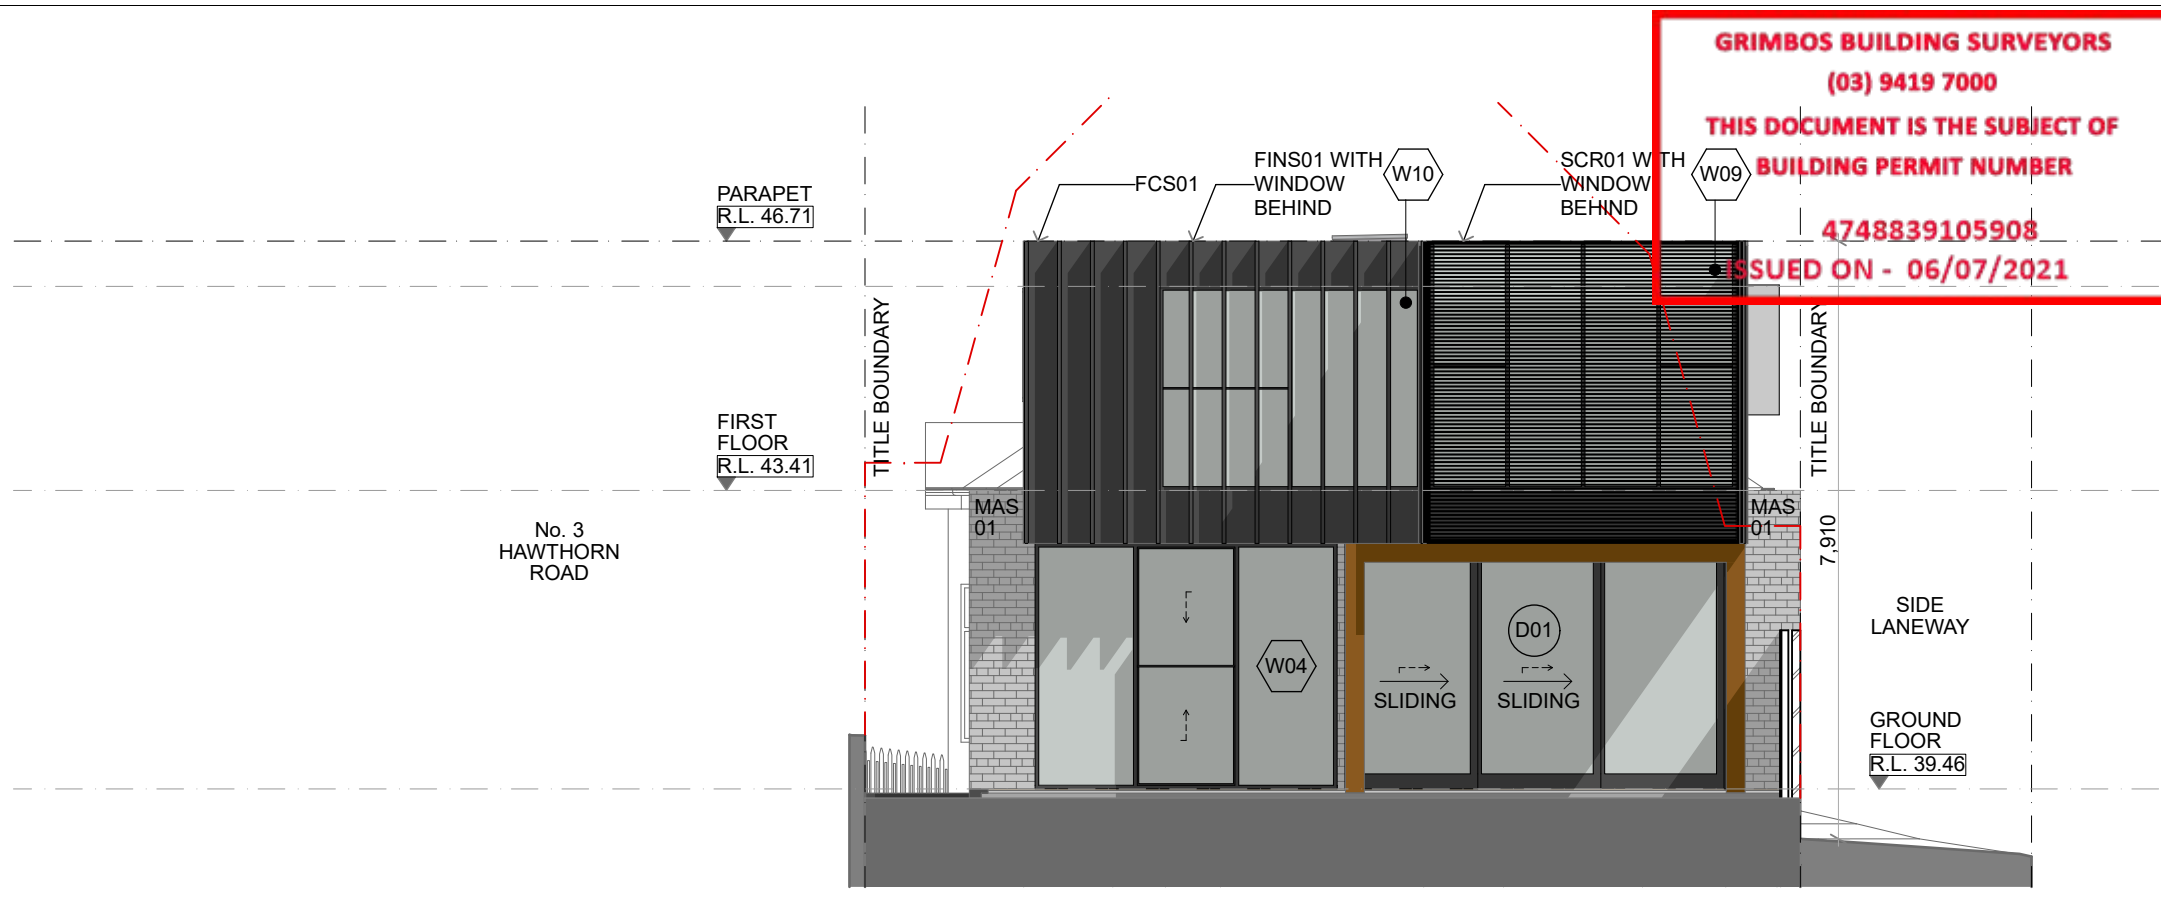 GRIMBOS BUILDING SURVEYORS
(03) 9419 7000
THIS DOCUMENT IS THE SUBJECT OF
BUILDING PERMIT NUMBER
4748839105908
ISSUED ON - 06/07/2021
PARAPET
R.L. 46.71
FCS01
FINS01 WITH
WINDOW
BEHIND
W10
SCR01 WITH
WINDOW
BEHIND
W09
TITLE BOUNDARY
TITLE BOUNDARY
FIRST
FLOOR
R.L. 43.41
MAS
01
MAS
01
No. 3
HAWTHORN
ROAD
7,910
SIDE
LANEWAY
D01
W04
SLIDING
SLIDING
GROUND
FLOOR
R.L. 39.46